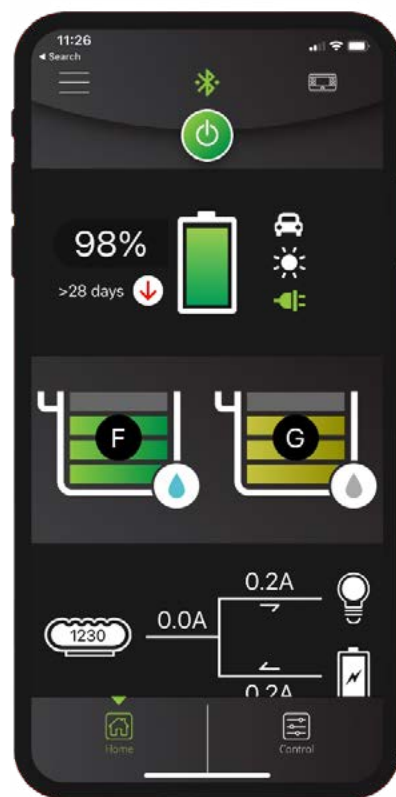 11:26
◀ Search
98%
>28 days
F
G
0.2A
0.0A
1230
0.2A
Home
Control